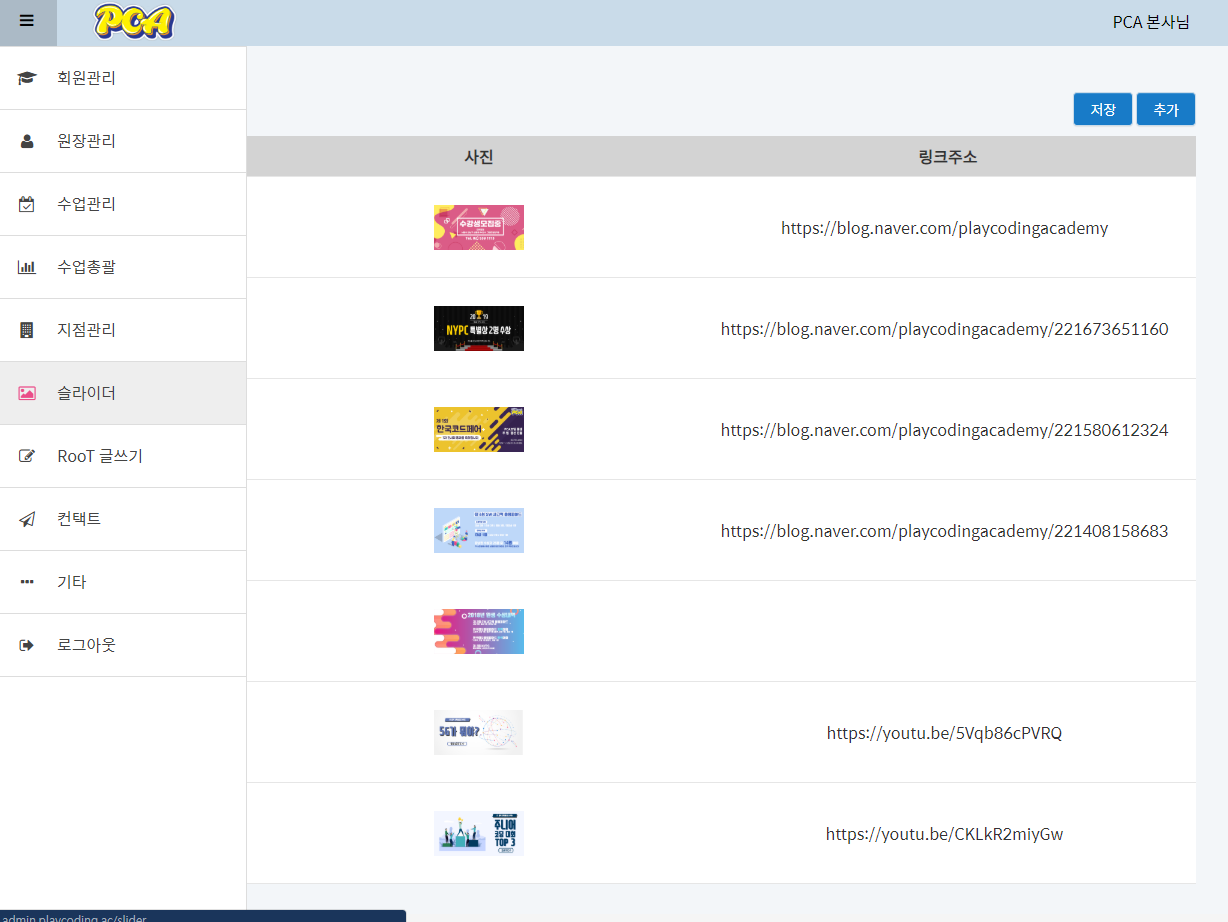 PCA
PCA 본사님
회원관리
원장관리
수업관리
수업총괄
지점관리
슬라이더
RooT 글쓰기
컨택트
기타
로그아웃
저장 추가
사진 링크주소
수강생모집중
https://blog.naver.com/playcodingacademy
2019
NYPC 특별상 2명 수상
https://blog.naver.com/playcodingacademy/221673651160
한국코드페어
https://blog.naver.com/playcodingacademy/221580612324
https://blog.naver.com/playcodingacademy/221408158683
5G가 뭐야?
https://youtu.be/5Vqb86cPVRQ
주니어
코딩 대회
TOP 3
https://youtu.be/CKLkR2miyGw
admin.playcoding.ac/slider